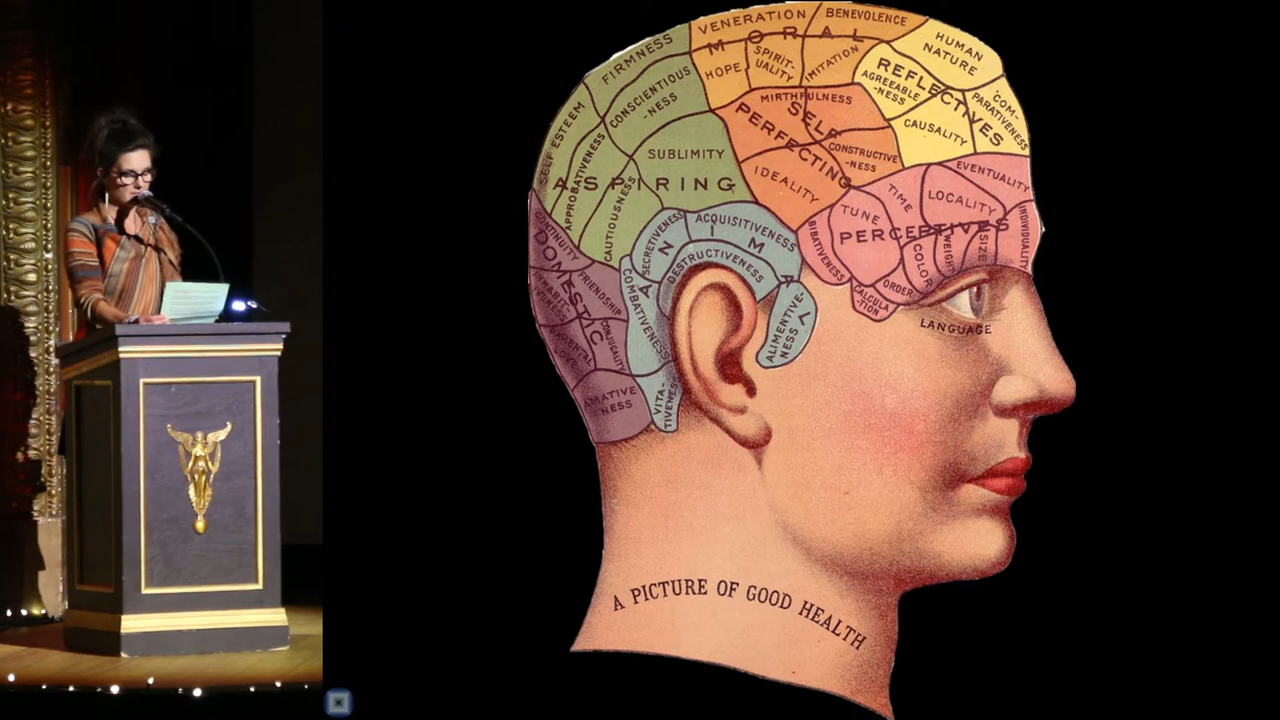 VENERATION
BENEVOLENCE
MORAL
FIRMNESS
HOPE
SPIRIT-
UALITY
IMITATION
HUMAN
NATURE
REFLECTIVES
AGREEABLE
-NESS
COM-
PARATIVENESS
CAUSALITY
CONSCIOUS
-NESS
SELF ESTEEM
APPROBATIVENESS
CAUTIOUSNESS
SUBLIMITY
ASPIRING
MIRTHFULNESS
SELF
PERFECTING
CONSTRUCTIVE
-NESS
IDEALITY
EVENTUALITY
LOCALITY
TIME
TUNE
PERCEPTIVES
INDIVIDUALITY
SIZE
WEIGHT
COLOR
ORDER
CALCULA
-TION
BIBATIVENESS
LANGUAGE
ACQUISITIVENESS
SECRETIVENESS
ANIMAL
DESTRUCTIVENESS
COMBATIVENESS
ALIMENTIVE-
NESS
VITA-
TIVENESS
CONTINUITY
DOMESTIC
FRIENDSHIP
CONJUGALITY
AMATIVE
NESS
A PICTURE OF GOOD HEALTH